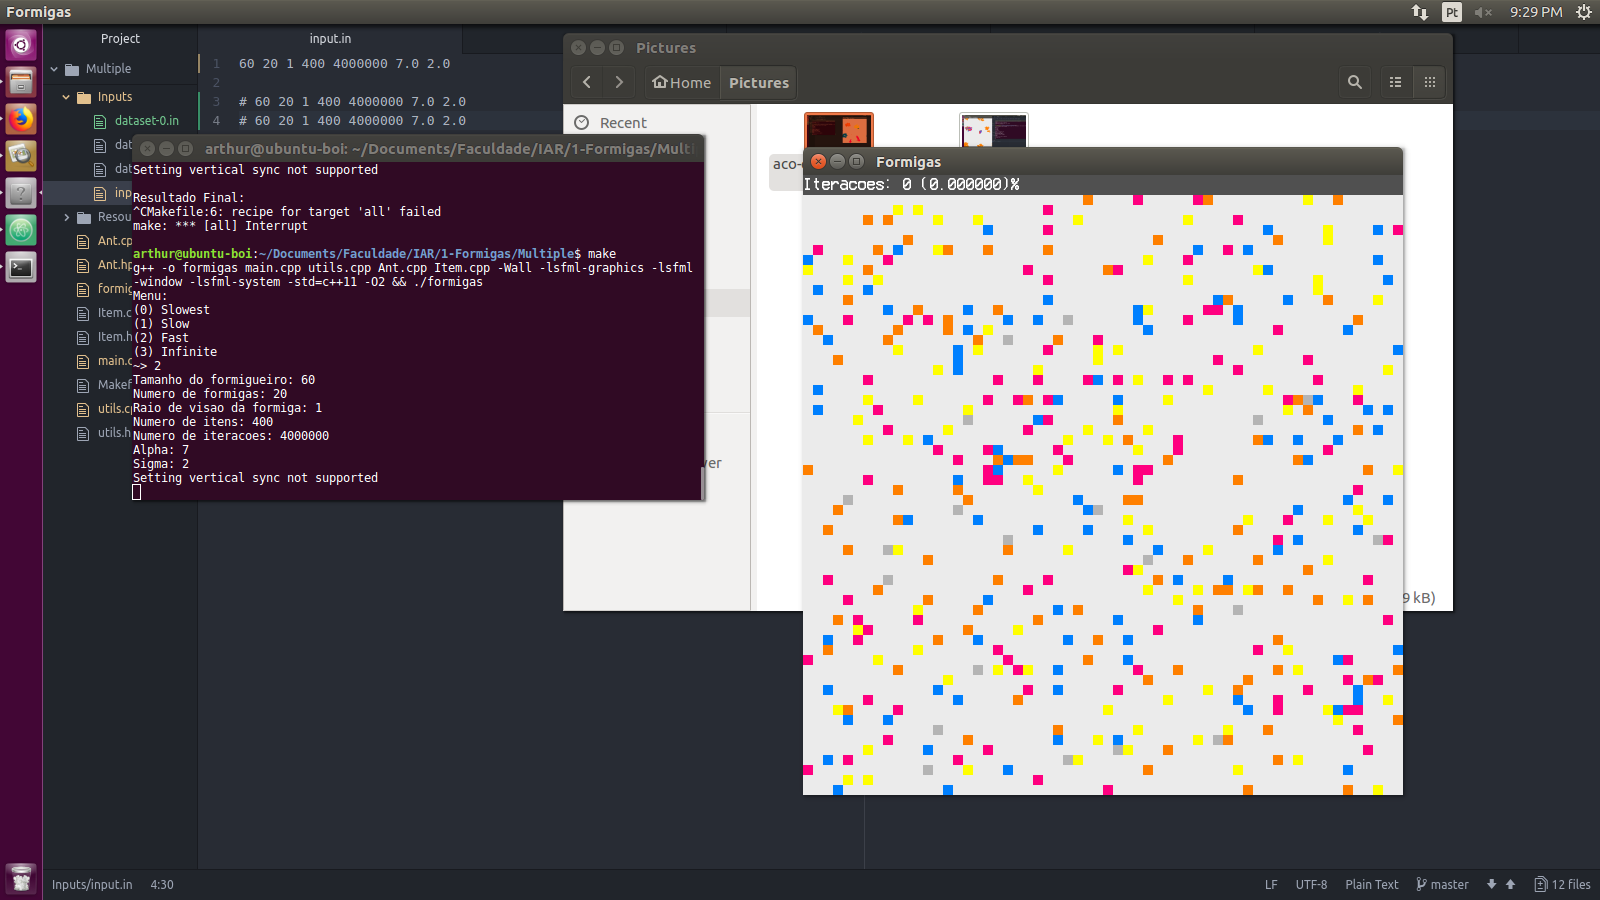 Formigas
Pt
9:29 PM
Project
input.in
Multiple
Inputs
dataset-0.in
Resou
Ant.cp
Ant.hp
formig
Item.c
Item.h
main.c
Makef
utils.c
utils.h
1 60 20 1 400 4000000 7.0 2.0
2
3 # 60 20 1 400 4000000 7.0 2.0
4 # 60 20 1 400 4000000 7.0 2.0
Pictures
Home
Pictures
Recent
aco-
ver
9 kB)
arthur@ubuntu-boi: ~/Documents/Faculdade/IAR/1-Formigas/Multi
Setting vertical sync not supported
Resultado Final:
^CMakefile:6: recipe for target 'all' failed
make: *** [all] Interrupt
arthur@ubuntu-boi:~/Documents/Faculdade/IAR/1-Formigas/Multiple$ make
g++ -o formigas main.cpp utils.cpp Ant.cpp Item.cpp -Wall -lsfml-graphics -lsfml
-window -lsfml-system -std=c++11 -O2 && ./formigas
Menu:
(0) Slowest
(1) Slow
(2) Fast
(3) Infinite
~> 2
Tamanho do formigueiro: 60
Numero de formigas: 20
Raio de visao da formiga: 1
Numero de itens: 400
Numero de iteracoes: 4000000
Alpha: 7
Sigma: 2
Setting vertical sync not supported
Formigas
Iteracoes: 0 (0.000000)%
Inputs/input.in
4:30
LF
UTF-8
Plain Text
master
12 files